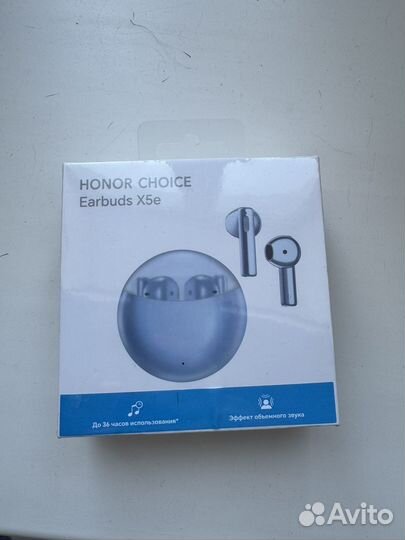 HONOR CHOICE
Earbuds X5e
До 36 часов использования*
Эффект объемного звука
Avito